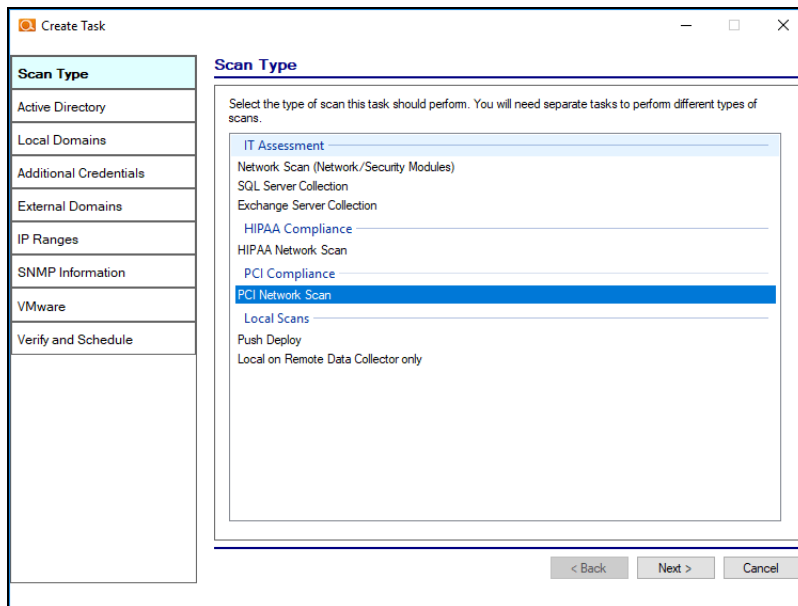 Create Task
Scan Type
Active Directory
Local Domains
Additional Credentials
External Domains
IP Ranges
SNMP Information
VMware
Verify and Schedule
Scan Type
Select the type of scan this task should perform. You will need separate tasks to perform different types of
scans.
IT Assessment
Network Scan (Network/Security Modules)
SQL Server Collection
Exchange Server Collection
HIPAA Compliance
HIPAA Network Scan
PCI Compliance
PCI Network Scan
Local Scans
Push Deploy
Local on Remote Data Collector only
< Back
Next >
Cancel